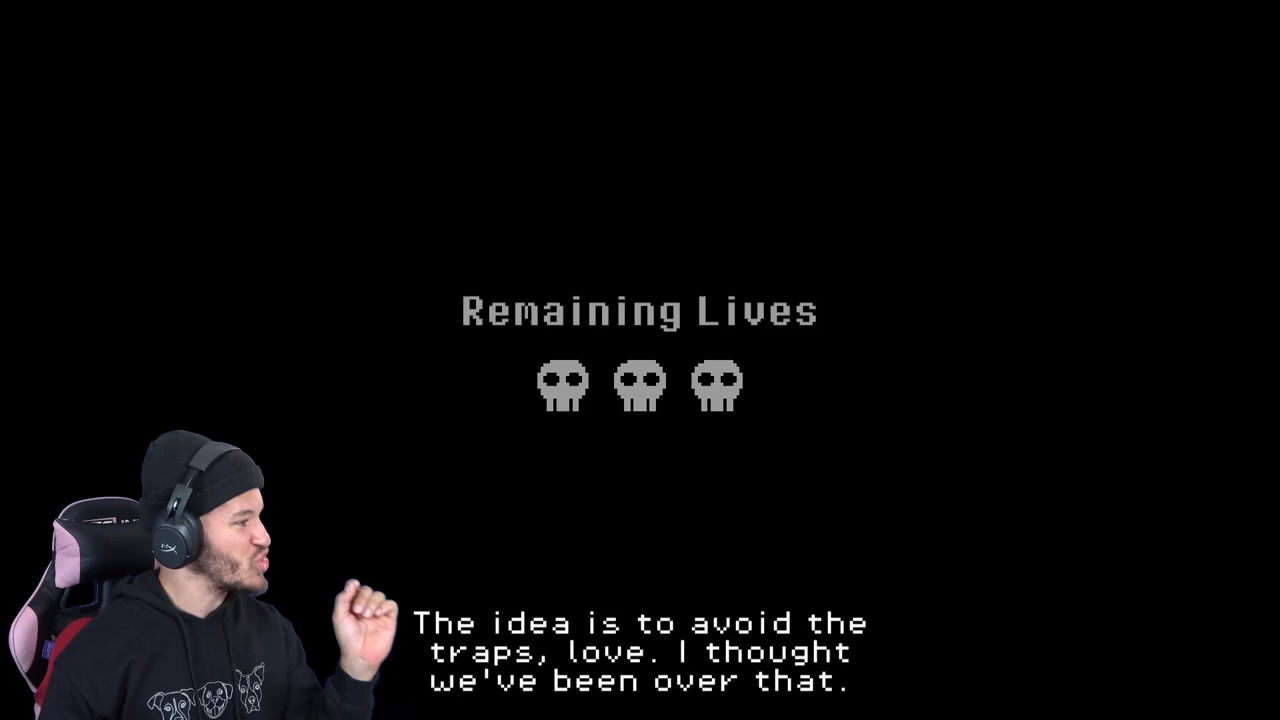 Remaining Lives
The idea is to avoid the
traps, love. I thought
we've been over that.